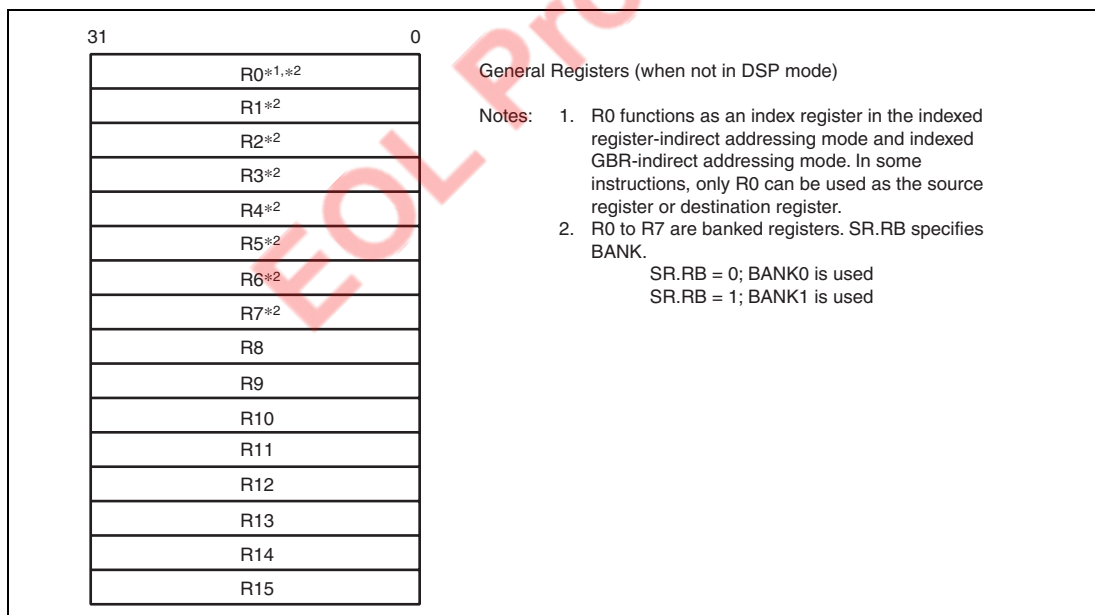 31 0
R0*1,*2
R1*2
R2*2
R3*2
R4*2
R5*2
R6*2
R7*2
R8
R9
R10
R11
R12
R13
R14
R15
General Registers (when not in DSP mode)
Notes: 1. R0 functions as an index register in the indexed
register-indirect addressing mode and indexed
GBR-indirect addressing mode. In some
instructions, only R0 can be used as the source
register or destination register.
2. R0 to R7 are banked registers. SR.RB specifies
BANK.
SR.RB = 0; BANK0 is used
SR.RB = 1; BANK1 is used
EOL Pro